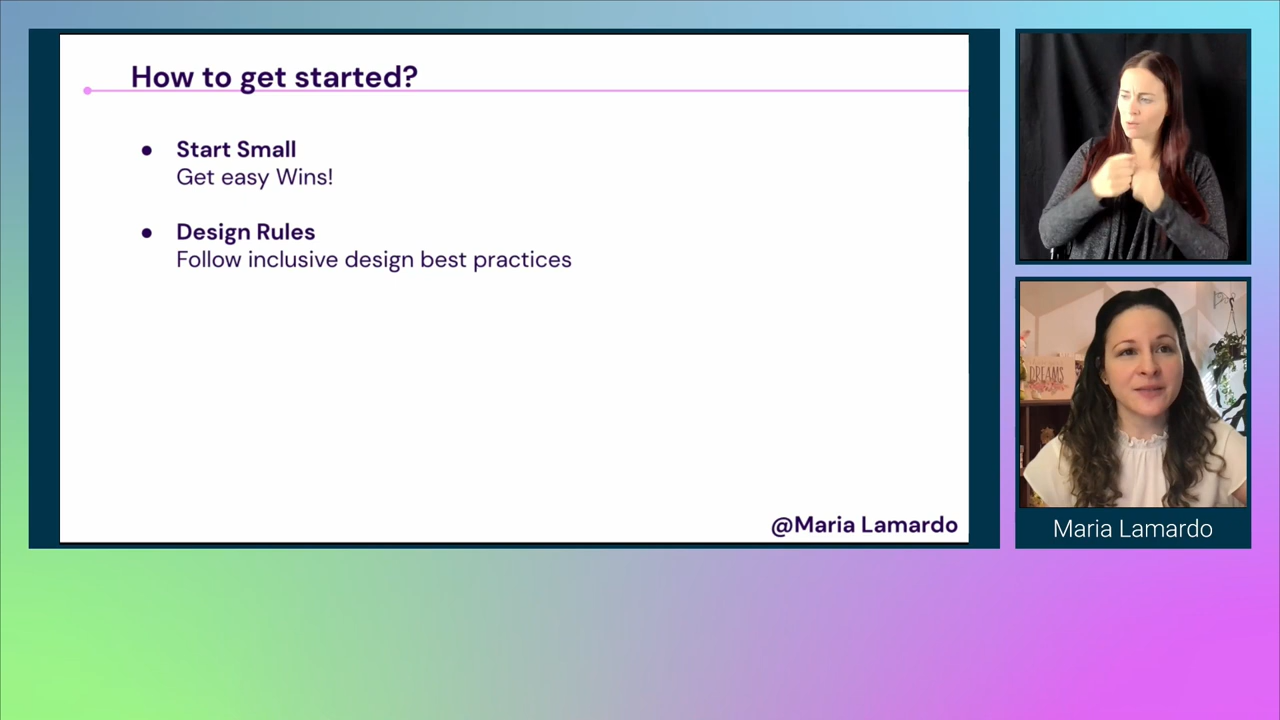 How to get started?
● Start Small
Get easy Wins!
● Design Rules
Follow inclusive design best practices
@Maria Lamardo
DREAMS
Maria Lamardo